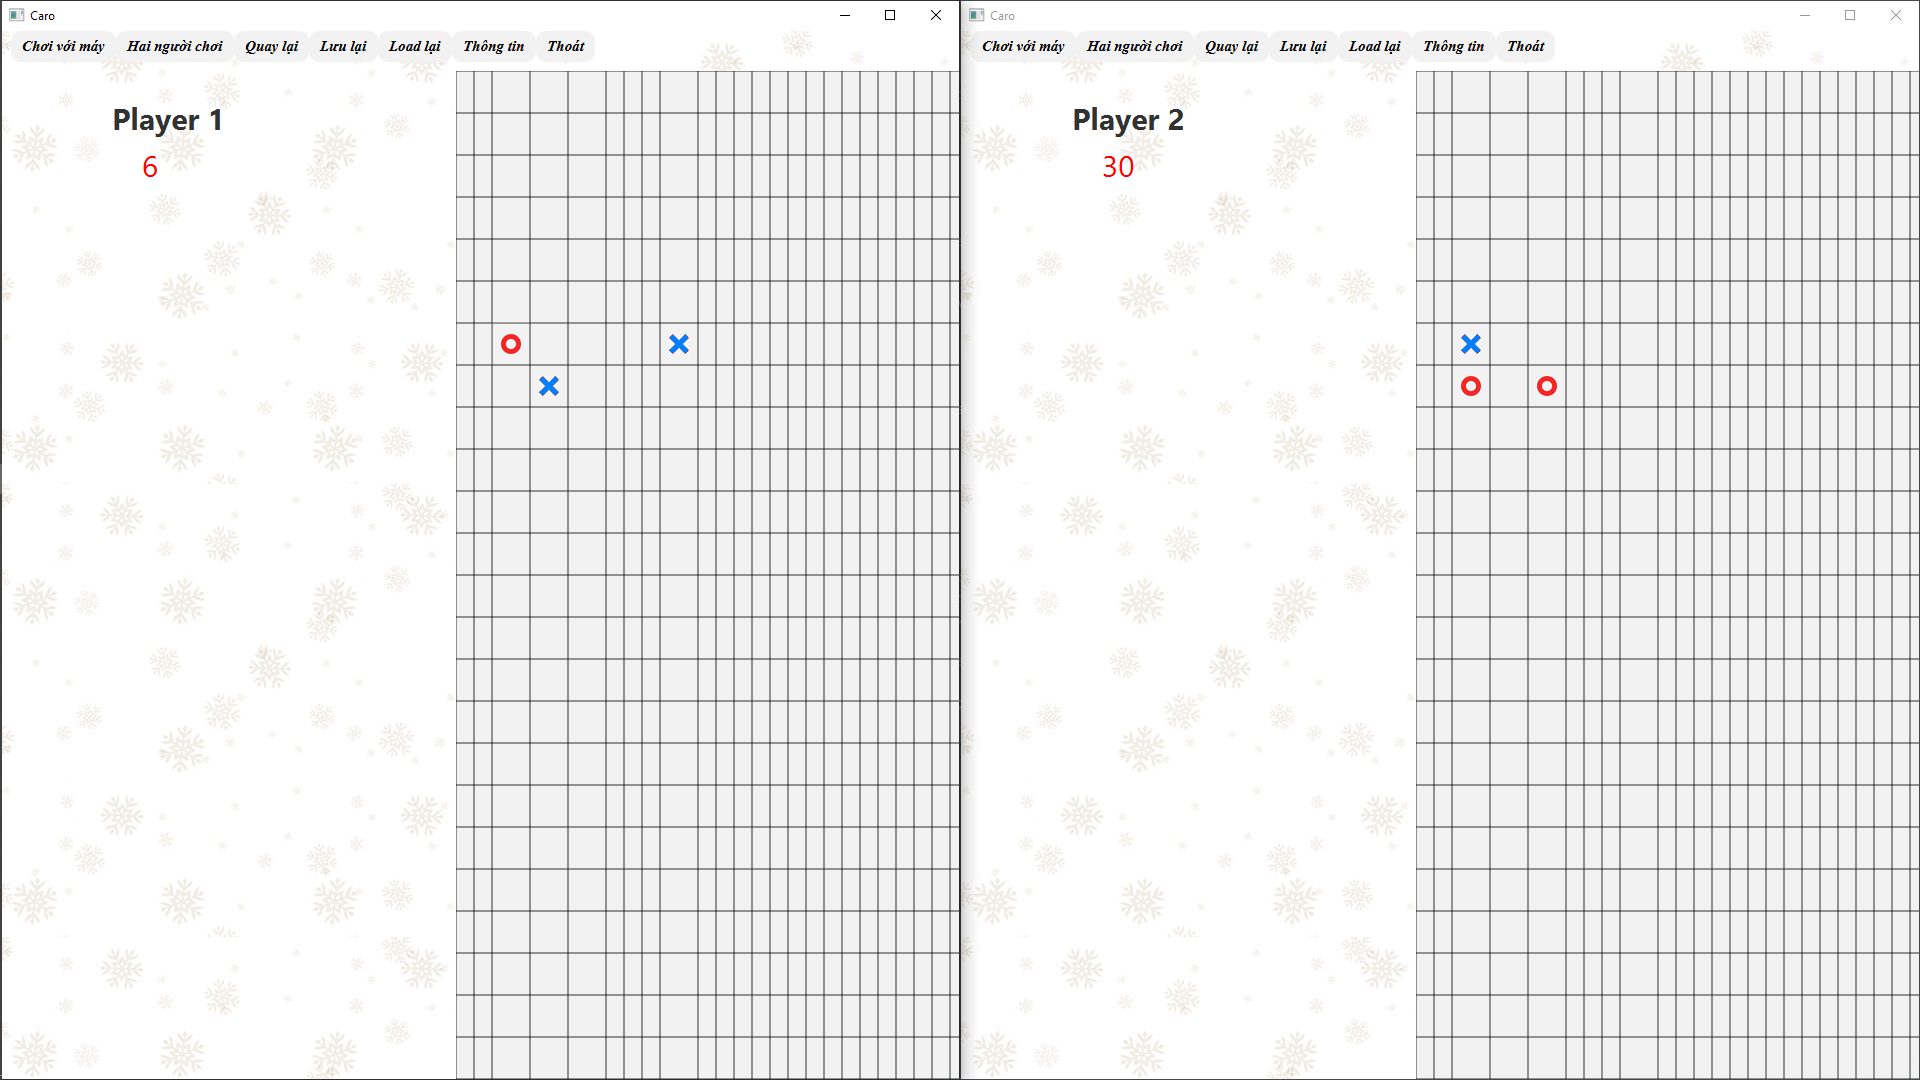 Caro
Chơi với máy Hai người chơi Quay lại Lưu lại Load lại Thông tin Thoát
Player 1
6
Caro
Chơi với máy Hai người chơi Quay lại Lưu lại Load lại Thông tin Thoát
Player 2
30